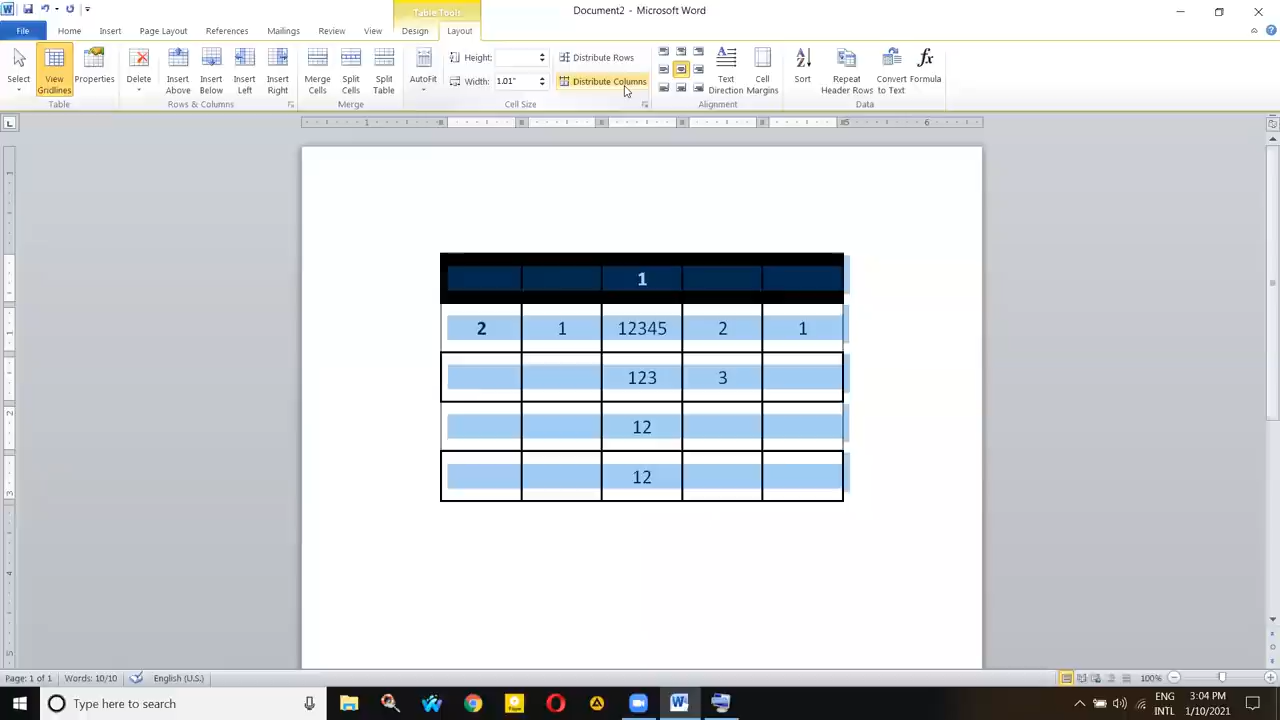 Document2 - Microsoft Word
Table Tools
File Home Insert Page Layout References Mailings Review View Design Layout
Height:
Distribute Rows
Width: 1.01"
Distribute Columns
Select
View Gridlines
Properties
Delete
Insert Above
Insert Below
Insert Left
Insert Right
Merge Cells
Split Cells
Split Table
AutoFit
Text Direction
Cell Margins
Sort
Repeat Header Rows
Convert to Text
Formula
Table
Rows & Columns
Merge
Cell Size
Alignment
Data
1
2 1 12345 2 1
123 3
12
12
Page: 1 of 1 Words: 10/10 English (U.S.) 100%
Type here to search
ENG 3:04 PM
INTL 1/10/2021